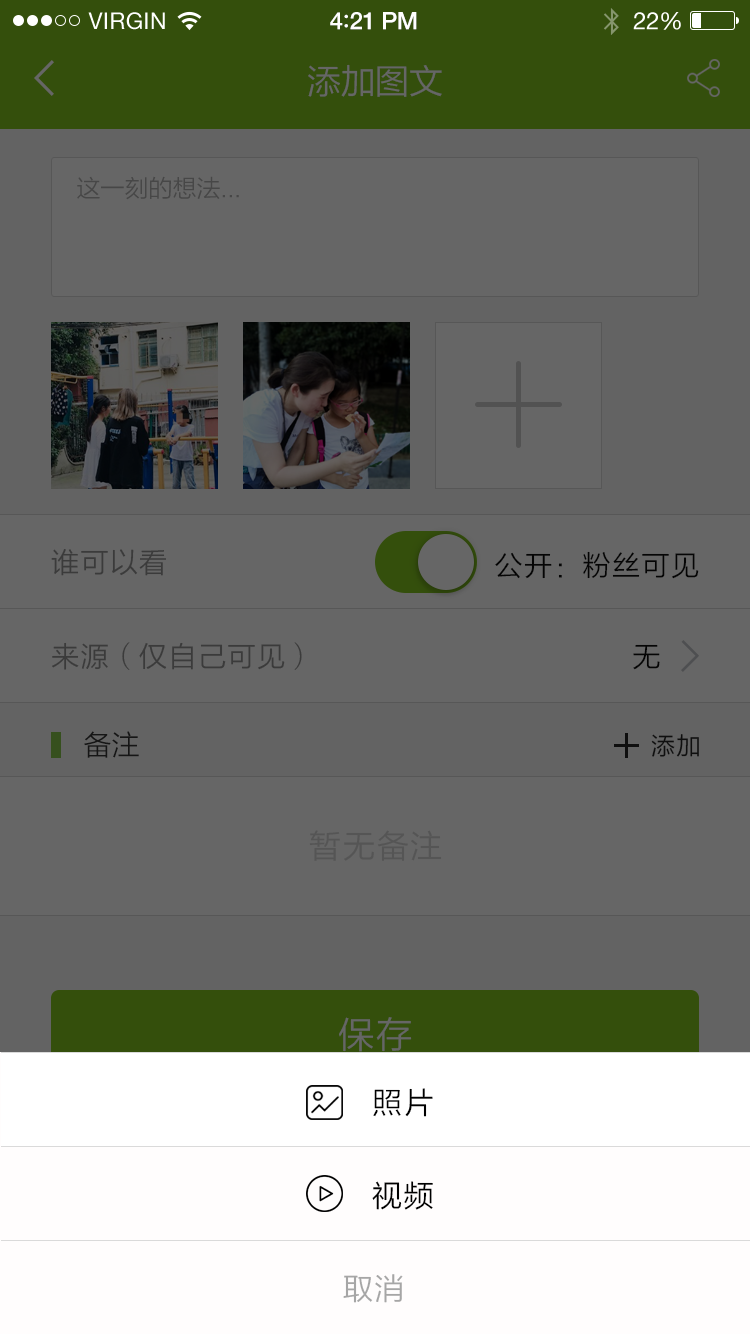 VIRGIN 4:21 PM 22%
添加图文
这一刻的想法...
谁可以看 公开：粉丝可见
来源（仅自己可见） 无
备注 添加
暂无备注
保存
照片
视频
取消